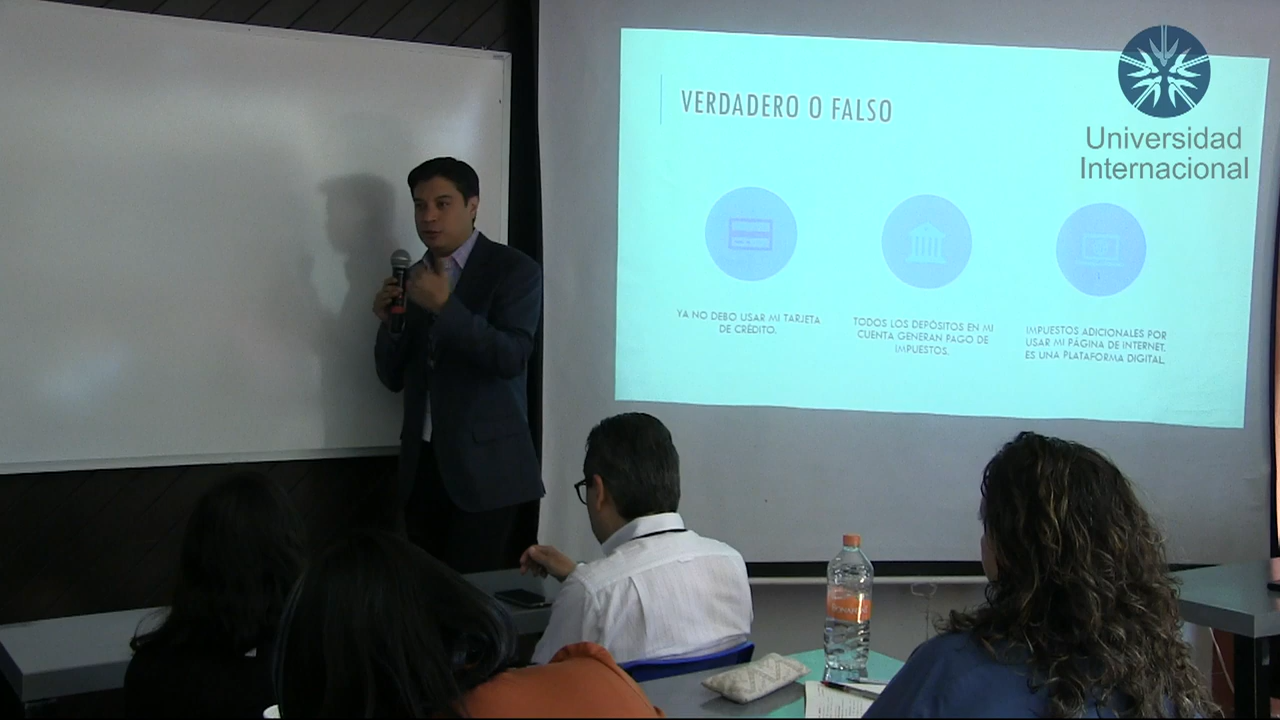 VERDADERO O FALSO
Universidad
Internacional
YA NO DEBO USAR MI TARJETA
DE CRÉDITO.
TODOS LOS DEPÓSITOS EN MI
CUENTA GENERAN PAGO DE
IMPUESTOS.
IMPUESTOS ADICIONALES POR
USAR MI PÁGINA DE INTERNET.
ES UNA PLATAFORMA DIGITAL.